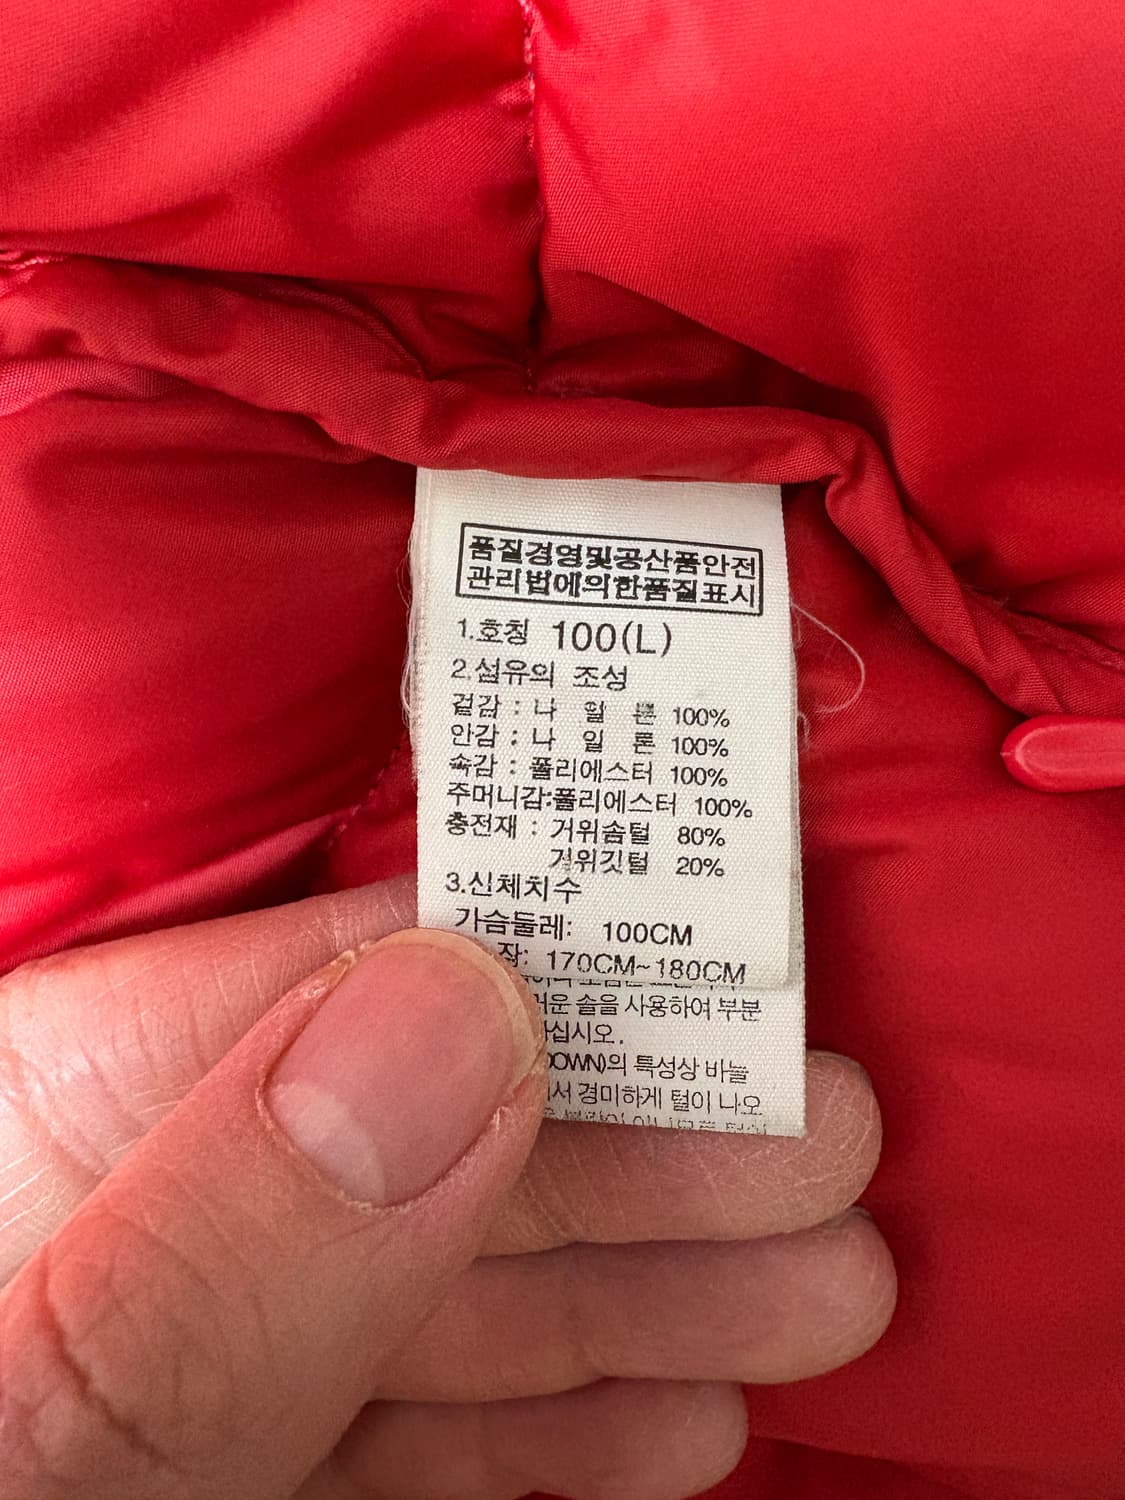 품질경영및공산품안전
관리법에의한품질표시
1.호칭 100(L)
2.섬유의 조성
겉감 : 나 일 론 100%
안감 : 나 일 론 100%
속감 : 폴리에스터 100%
주머니감:폴리에스터 100%
충전재 : 거위솜털 80%
거위깃털 20%
3.신체치수
가슴둘레: 100CM
장: 170CM~180CM
솔을 사용하여 부분
십시오.
DOWN)의 특성상 바늘
경미하게 털이 나오